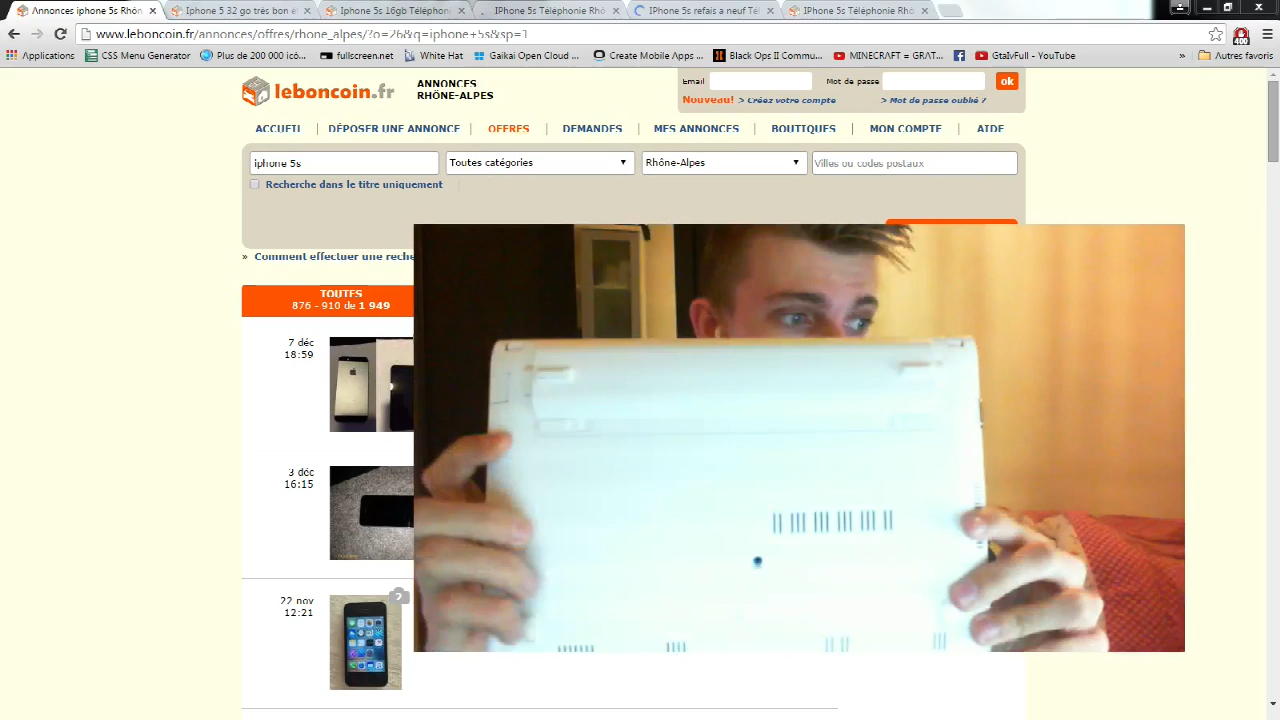 Annonces iphone 5s Rhôn
Iphone 5 32 go très bon é
Iphone 5s 16gb Téléphon
iPhone 5s Téléphonie Rhô
IPhone 5s refais a neuf Tél
IPhone 5s Téléphonie Rhô
www.leboncoin.fr/annonces/offres/rhone_alpes/?o=26&q=iphone+5s&sp=1
400
Applications
CSS Menu Generator
Plus de 200 000 icô...
fullscreen.net
White Hat
Gaikai Open Cloud ...
Create Mobile Apps ...
Black Ops II Commu...
MINECRAFT = GRAT...
GtaIvFull - YouTube
»
Autres favoris
leboncoin.fr
ANNONCES
RHÔNE-ALPES
Email
Mot de passe
ok
Nouveau! > Créez votre compte
> Mot de passe oublié ?
ACCUEIL | DÉPOSER UNE ANNONCE | OFFRES | DEMANDES | MES ANNONCES | BOUTIQUES | MON COMPTE | AIDE
iphone 5s
Toutes catégories
Rhône-Alpes
Villes ou codes postaux
Recherche dans le titre uniquement
» Comment effectuer une reche
TOUTES
876 - 910 de 1 949
7 déc
18:59
3 déc
16:15
22 nov
12:21
2